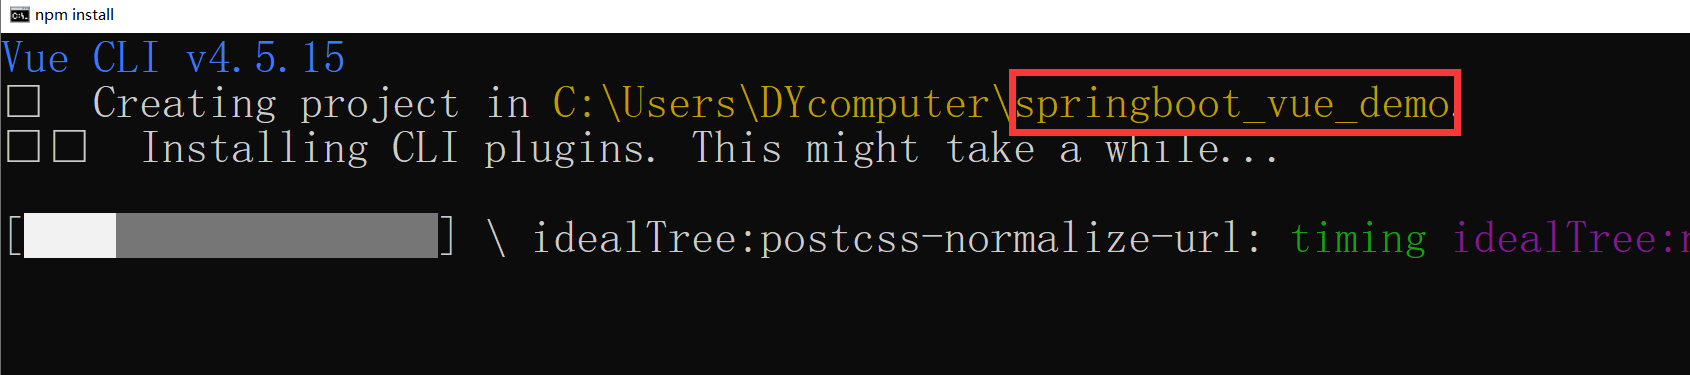 npm install
Vue CLI v4.5.15
Creating project in C:\Users\DYcomputer\springboot_vue_demo.
Installing CLI plugins. This might take a while...
[] \ idealTree:postcss-normalize-url: timing idealTree: